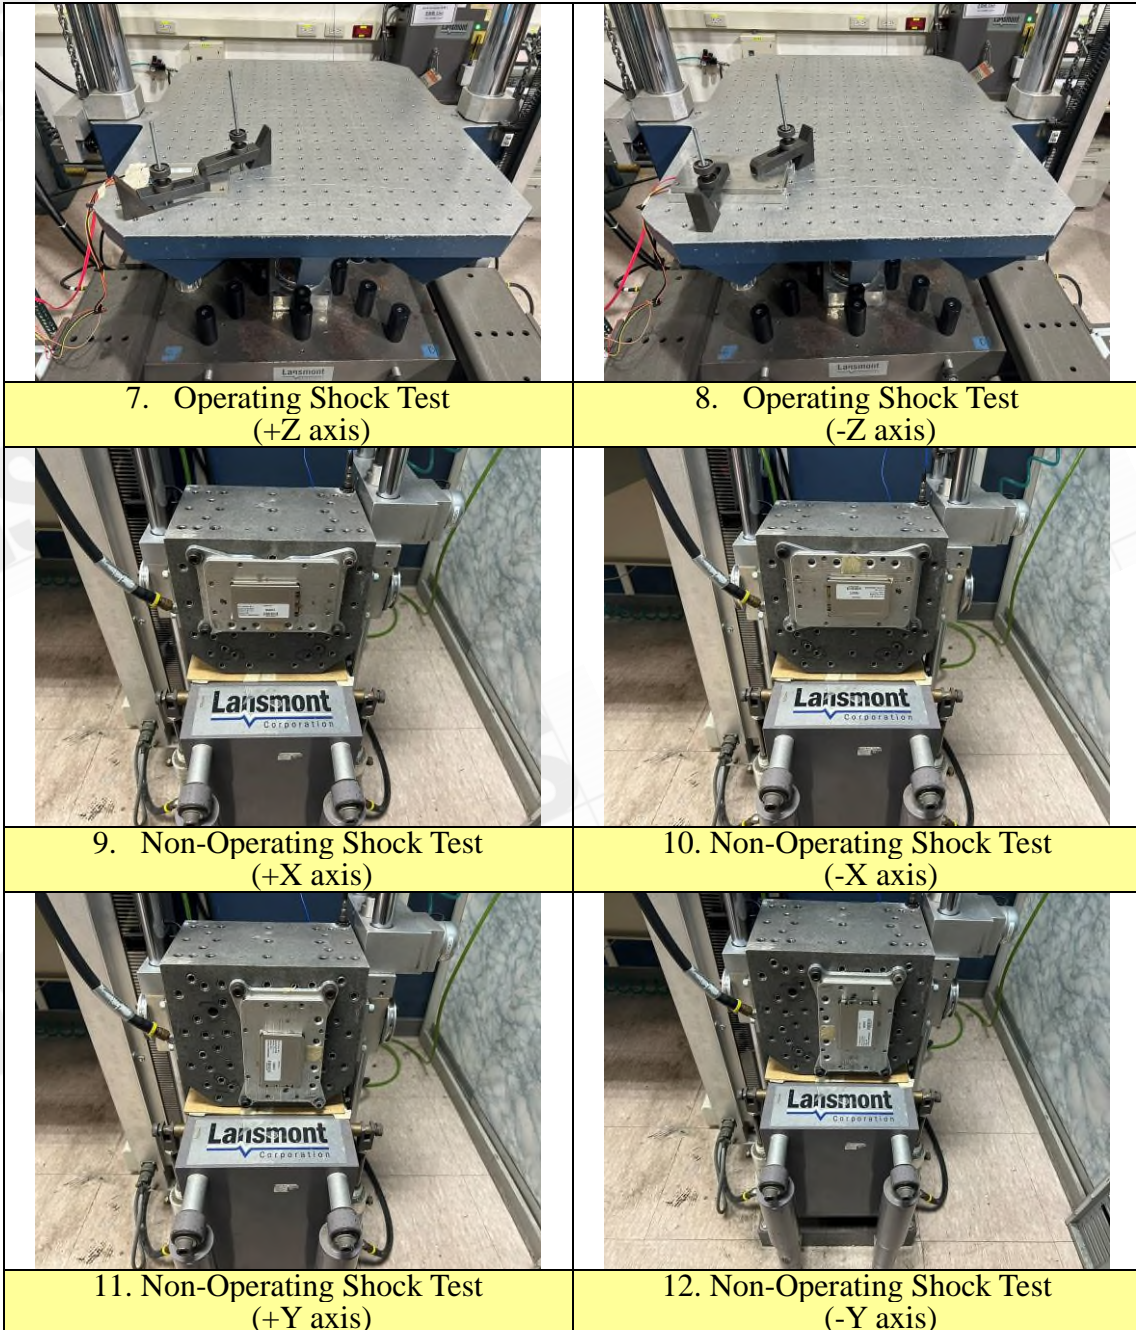 Lansmont
7. Operating Shock Test
(+Z axis)
8. Operating Shock Test
(-Z axis)
Lansmont
Corporation
Lansmont
Corporation
9. Non-Operating Shock Test
(+X axis)
10. Non-Operating Shock Test
(-X axis)
Lansmont
Corporation
Lansmont
Corporation
11. Non-Operating Shock Test
(+Y axis)
12. Non-Operating Shock Test
(-Y axis)